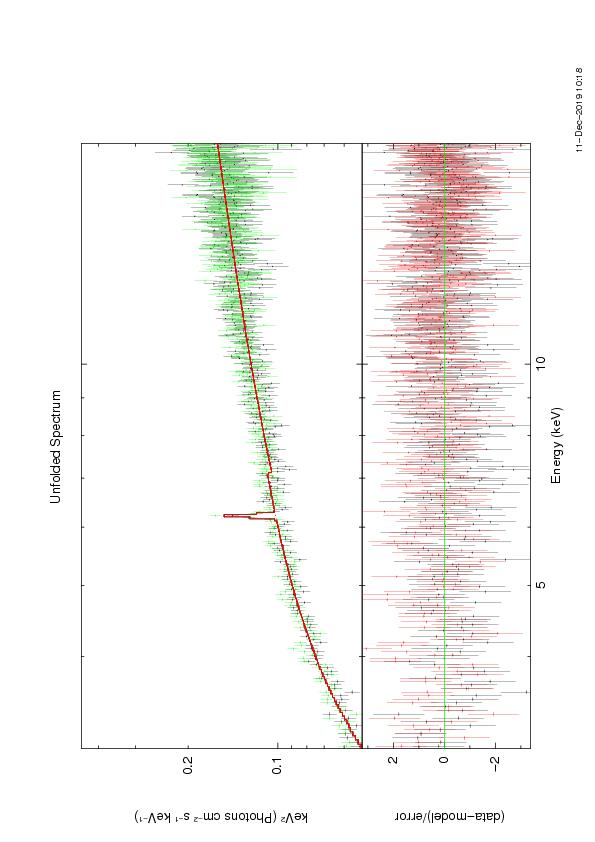 11−Dec−2019 10:18
Unfolded Spectrum
keV² (Photons cm⁻² s⁻¹ keV⁻¹)
0.2
0.1
(data−model)/error
2
0
−2
5
10
Energy (keV)